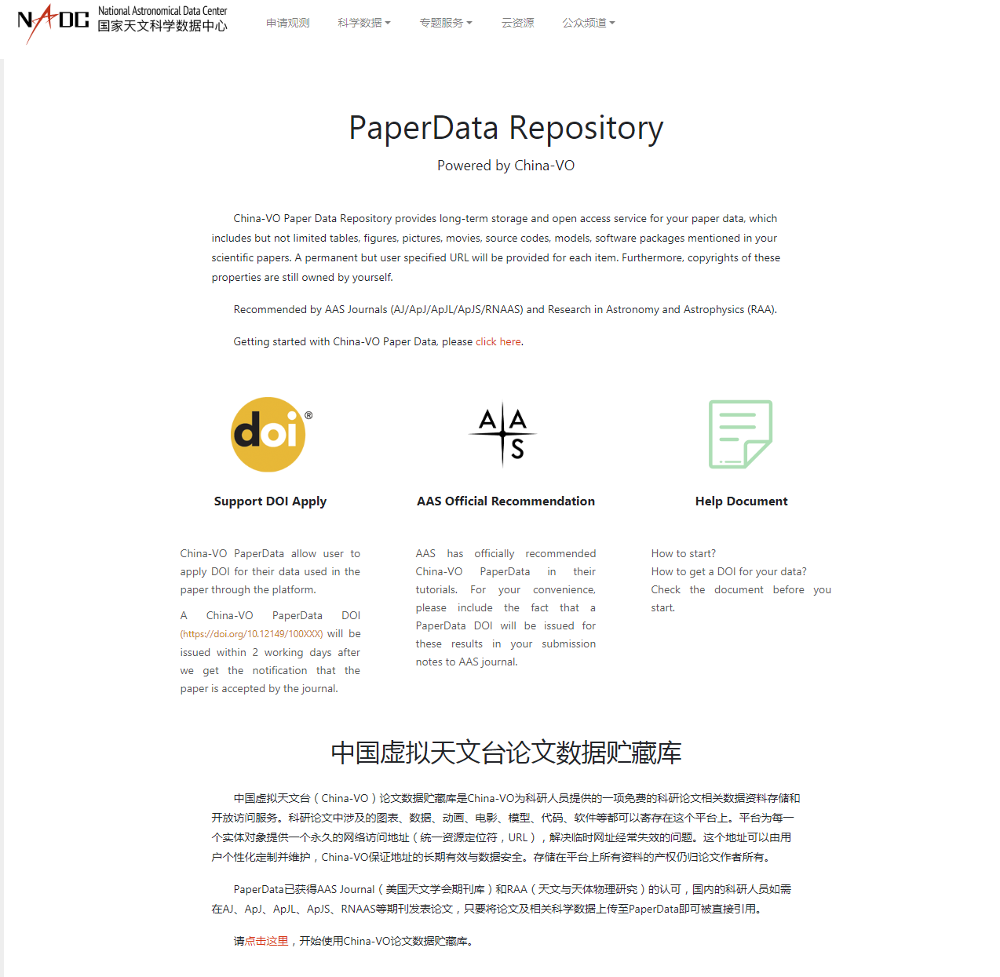 NADC
National Astronomical Data Center
国家天文科学数据中心
申请观测 科学数据 专题服务 云资源 公众频道
PaperData Repository
Powered by China-VO
China-VO Paper Data Repository provides long-term storage and open access service for your paper data, which
includes but not limited tables, figures, pictures, movies, source codes, models, software packages mentioned in your
scientific papers. A permanent but user specified URL will be provided for each item. Furthermore, copyrights of these
properties are still owned by yourself.
Recommended by AAS Journals (AJ/ApJ/ApJL/ApJS/RNAAS) and Research in Astronomy and Astrophysics (RAA).
Getting started with China-VO Paper Data, please click here.
doi®
Support DOI Apply
China-VO PaperData allow user to
apply DOI for their data used in the
paper through the platform.
A China-VO PaperData DOI
(https://doi.org/10.12149/100XXX) will be
issued within 2 working days after
we get the notification that the
paper is accepted by the journal.
A A
S
AAS Official Recommendation
AAS has officially recommended
China-VO PaperData in their
tutorials. For your convenience,
please include the fact that a
PaperData DOI will be issued for
these results in your submission
notes to AAS journal.
Help Document
How to start?
How to get a DOI for your data?
Check the document before you
start.
中国虚拟天文台论文数据贮藏库
中国虚拟天文台（China-VO）论文数据贮藏库是China-VO为科研人员提供的一项免费的科研论文相关数据资料存储和
开放访问服务。科研论文中涉及的图表、数据、动画、电影、模型、代码、软件等都可以寄存在这个平台上。平台为每一
个实体对象提供一个永久的网络访问地址（统一资源定位符，URL），解决临时网址经常失效的问题。这个地址可以由用
户个性化定制并维护，China-VO保证地址的长期有效与数据安全。存储在平台上所有资料的产权仍归论文作者所有。
PaperData已获得AAS Journal（美国天文学会期刊库）和RAA（天文与天体物理研究）的认可，国内的科研人员如需
在AJ、ApJ、ApJL、ApJS、RNAAS等期刊发表论文，只要将论文及相关科学数据上传至PaperData即可被直接引用。
请点击这里，开始使用China-VO论文数据贮藏库。